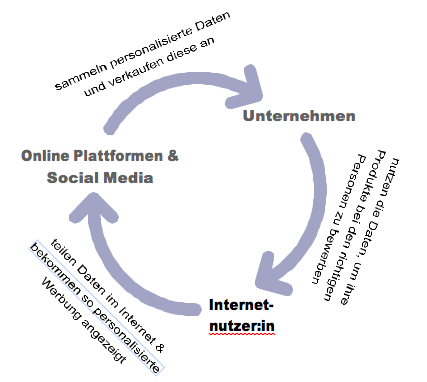 sammeln personalisierte Daten
und verkaufen diese an
Unternehmen
nutzen die Daten, um ihre
Produkte bei den richtigen
Personen zu bewerben
Internet-
nutzer:in
teilen Daten im Internet &
bekommen so personalisierte
Werbung angezeigt
Online Plattformen &
Social Media